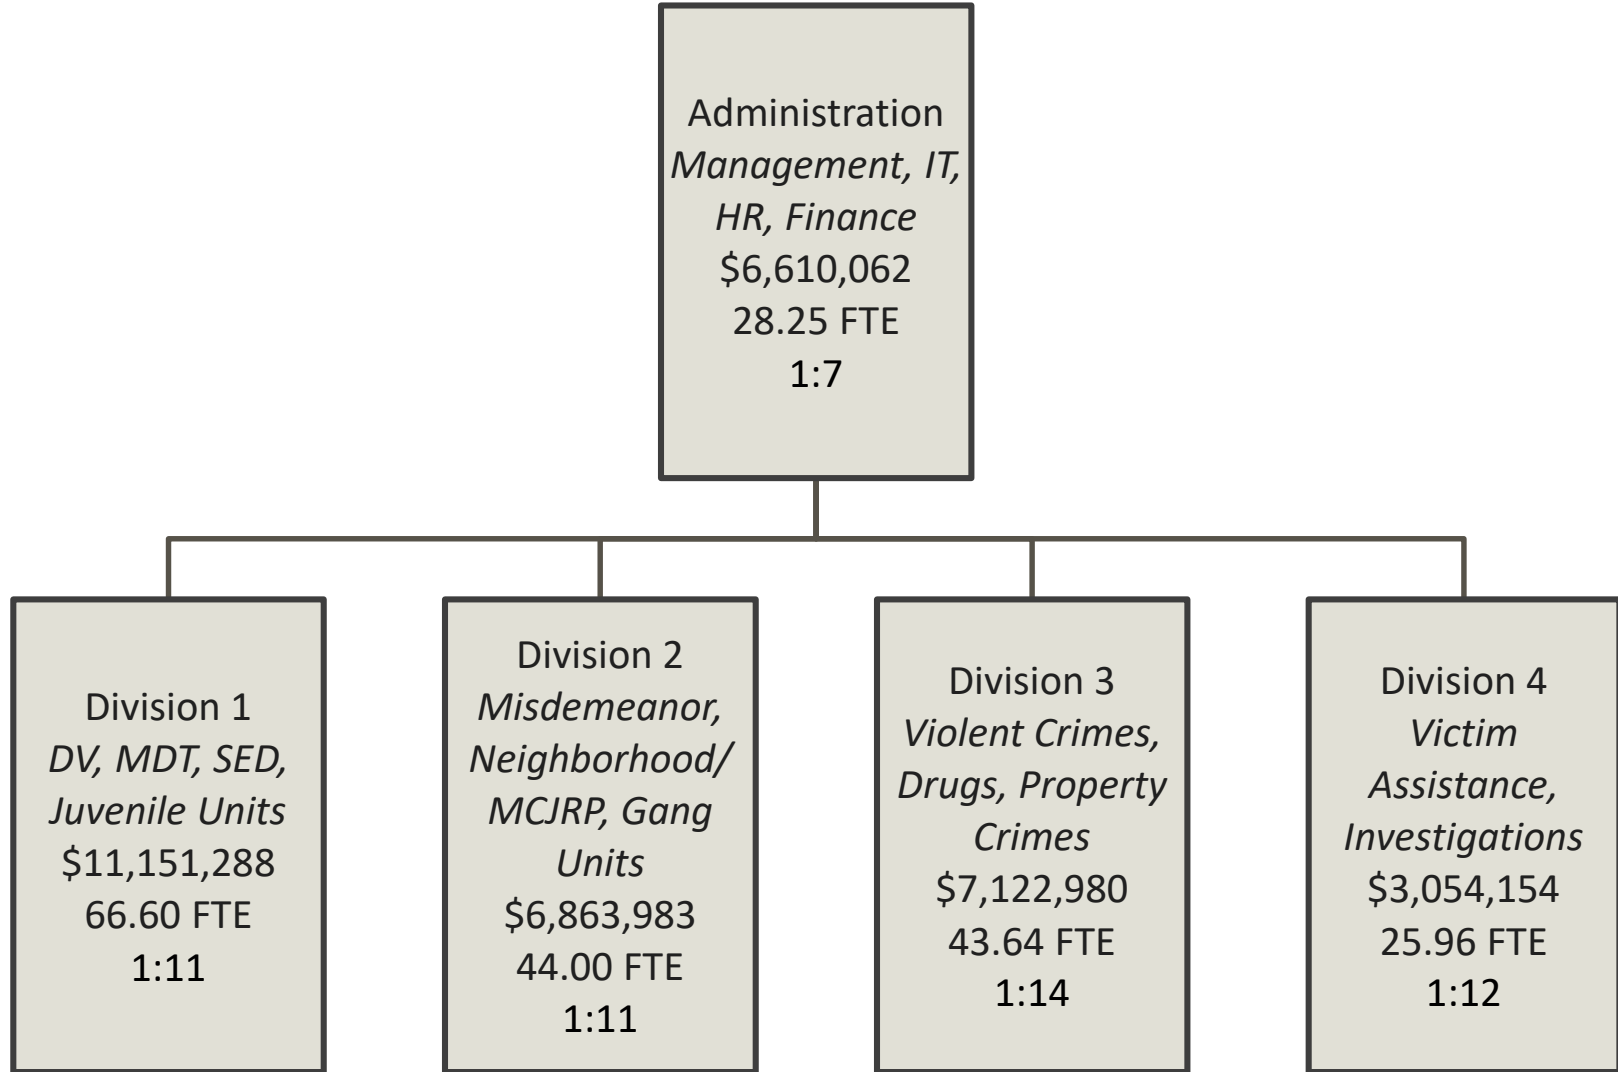 Administration
Management, IT,
HR, Finance
$6,610,062
28.25 FTE
1:7
Division 1
DV, MDT, SED,
Juvenile Units
$11,151,288
66.60 FTE
1:11
Division 2
Misdemeanor,
Neighborhood/
MCJRP, Gang
Units
$6,863,983
44.00 FTE
1:11
Division 3
Violent Crimes,
Drugs, Property
Crimes
$7,122,980
43.64 FTE
1:14
Division 4
Victim
Assistance,
Investigations
$3,054,154
25.96 FTE
1:12